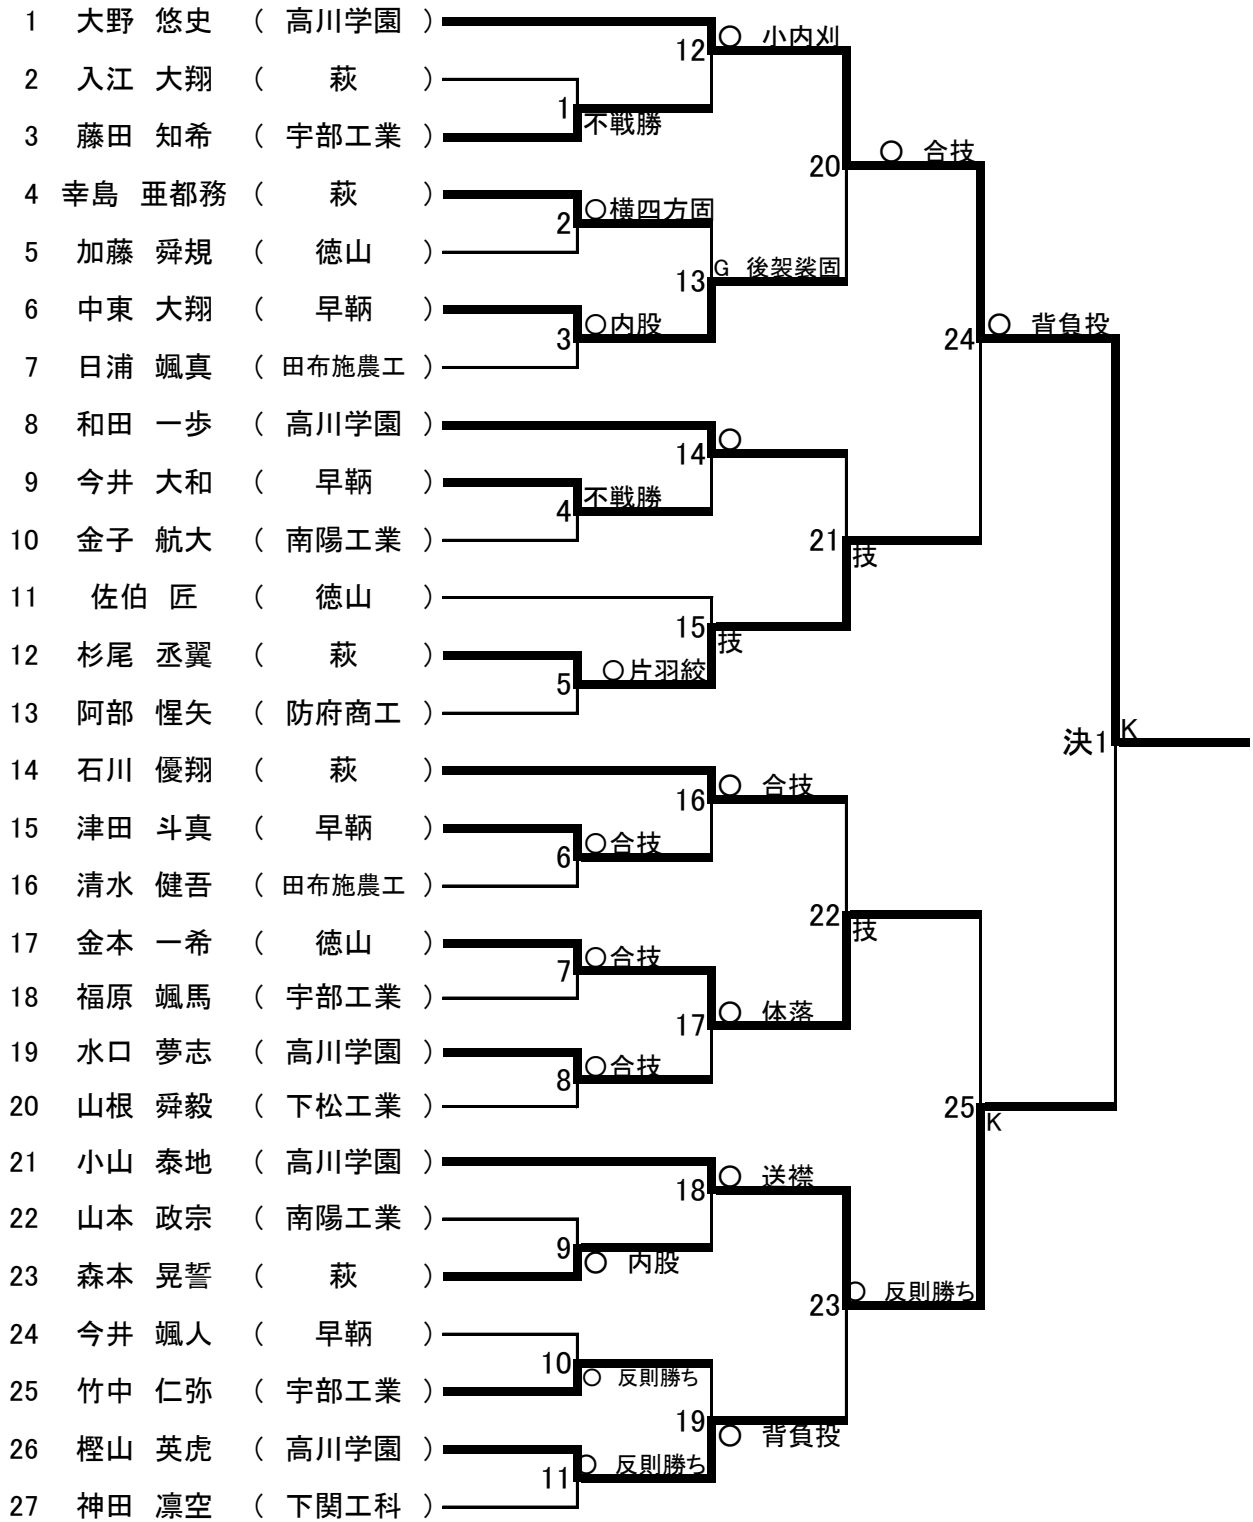 1 大野 悠史 （ 高川学園 ）
12 ○ 小内刈
2 入江 大翔 （ 萩 ）
1 不戦勝
3 藤田 知希 （ 宇部工業 ）
20 ○ 合技
4 幸島 亜都務 （ 萩 ）
2 ○横四方固
5 加藤 舜規 （ 徳山 ）
13 G 後袈裟固
6 中東 大翔 （ 早鞆 ）
3 ○内股
24 ○ 背負投
7 日浦 颯真 （ 田布施農工 ）
8 和田 一歩 （ 高川学園 ）
14 ○
9 今井 大和 （ 早鞆 ）
4 不戦勝
10 金子 航大 （ 南陽工業 ）
21 技
11 佐伯 匠 （ 徳山 ）
15 技
12 杉尾 丞翼 （ 萩 ）
5 ○片羽絞
13 阿部 惺矢 （ 防府商工 ）
決1 K
14 石川 優翔 （ 萩 ）
16 ○ 合技
15 津田 斗真 （ 早鞆 ）
6 ○合技
16 清水 健吾 （ 田布施農工 ）
22 技
17 金本 一希 （ 徳山 ）
7 ○合技
18 福原 颯馬 （ 宇部工業 ）
17 ○ 体落
19 水口 夢志 （ 高川学園 ）
8 ○合技
20 山根 舜毅 （ 下松工業 ）
25 K
21 小山 泰地 （ 高川学園 ）
18 ○ 送襟
22 山本 政宗 （ 南陽工業 ）
9 ○ 内股
23 森本 晃誓 （ 萩 ）
23 ○ 反則勝ち
24 今井 颯人 （ 早鞆 ）
10 ○ 反則勝ち
25 竹中 仁弥 （ 宇部工業 ）
19 ○ 背負投
26 樫山 英虎 （ 高川学園 ）
11 ○ 反則勝ち
27 神田 凛空 （ 下関工科 ）